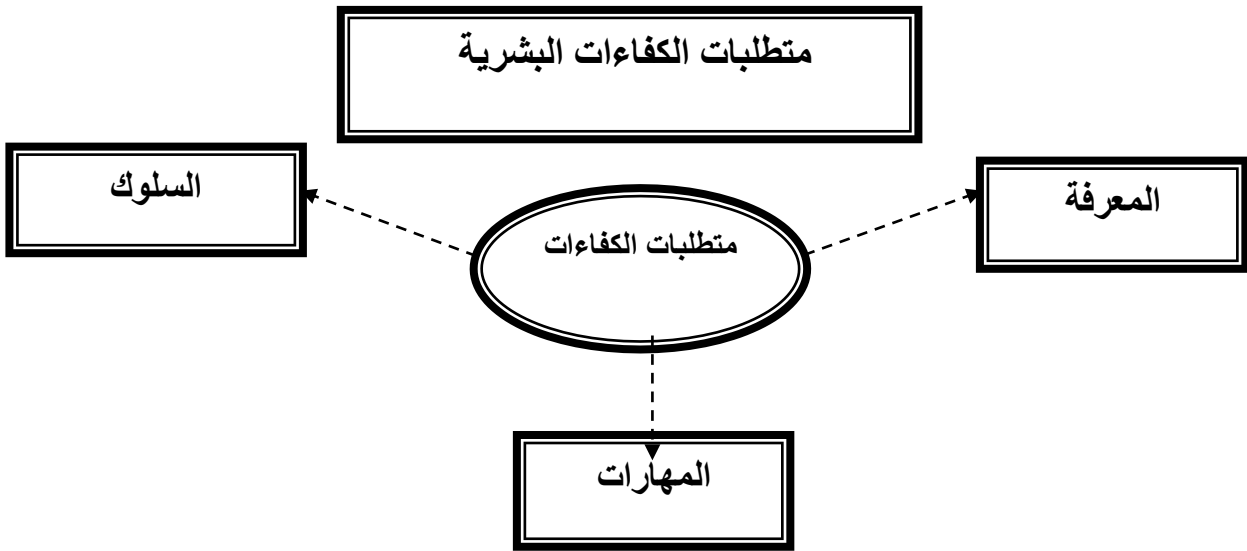 متطلبات الكفاءات البشرية
المعرفة
السلوك
متطلبات الكفاءات
المهارات